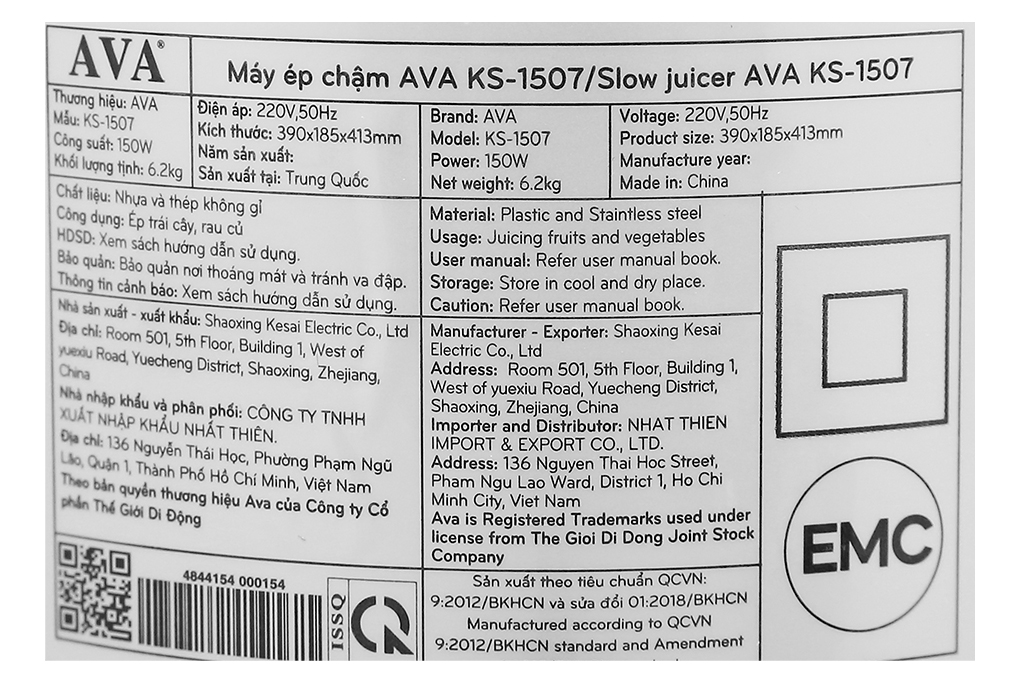 AVA®
Máy ép chậm AVA KS-1507/Slow juicer AVA KS-1507
Thương hiệu: AVA
Mẫu: KS-1507
Công suất: 150W
Khối lượng tịnh: 6.2kg
Điện áp: 220V,50Hz
Kích thước: 390x185x413mm
Năm sản xuất:
Sản xuất tại: Trung Quốc
Brand: AVA
Model: KS-1507
Power: 150W
Net weight: 6.2kg
Voltage: 220V,50Hz
Product size: 390x185x413mm
Manufacture year:
Made in: China
Chất liệu: Nhựa và thép không gỉ
Công dụng: Ép trái cây, rau củ
HDSD: Xem sách hướng dẫn sử dụng.
Bảo quản: Bảo quản nơi thoáng mát và tránh va đập.
Thông tin cảnh báo: Xem sách hướng dẫn sử dụng.
Material: Plastic and Staintless steel
Usage: Juicing fruits and vegetables
User manual: Refer user manual book.
Storage: Store in cool and dry place.
Caution: Refer user manual book.
Nhà sản xuất - xuất khẩu: Shaoxing Kesai Electric Co., Ltd
Địa chỉ: Room 501, 5th Floor, Building 1, West of
yuexiu Road, Yuecheng District, Shaoxing, Zhejiang,
China
Nhà nhập khẩu và phân phối: CÔNG TY TNHH
XUẤT NHẬP KHẨU NHẤT THIÊN.
Địa chỉ: 136 Nguyễn Thái Học, Phường Phạm Ngũ
Lão, Quận 1, Thành Phố Hồ Chí Minh, Việt Nam
Theo bản quyền thương hiệu Ava của Công ty Cổ
phần Thế Giới Di Động
Manufacturer - Exporter: Shaoxing Kesai
Electric Co., Ltd
Address: Room 501, 5th Floor, Building 1,
West of yuexiu Road, Yuecheng District,
Shaoxing, Zhejiang, China
Importer and Distributor: NHAT THIEN
IMPORT & EXPORT CO., LTD.
Address: 136 Nguyen Thai Hoc Street,
Pham Ngu Lao Ward, District 1, Ho Chi
Minh City, Viet Nam
Ava is Registered Trademarks used under
license from The Gioi Di Dong Joint Stock
Company
EMC
4844154 000154
ISSQ
Sản xuất theo tiêu chuẩn QCVN:
9:2012/BKHCN và sửa đổi 01:2018/BKHCN
Manufactured according to QCVN
9:2012/BKHCN standard and Amendment